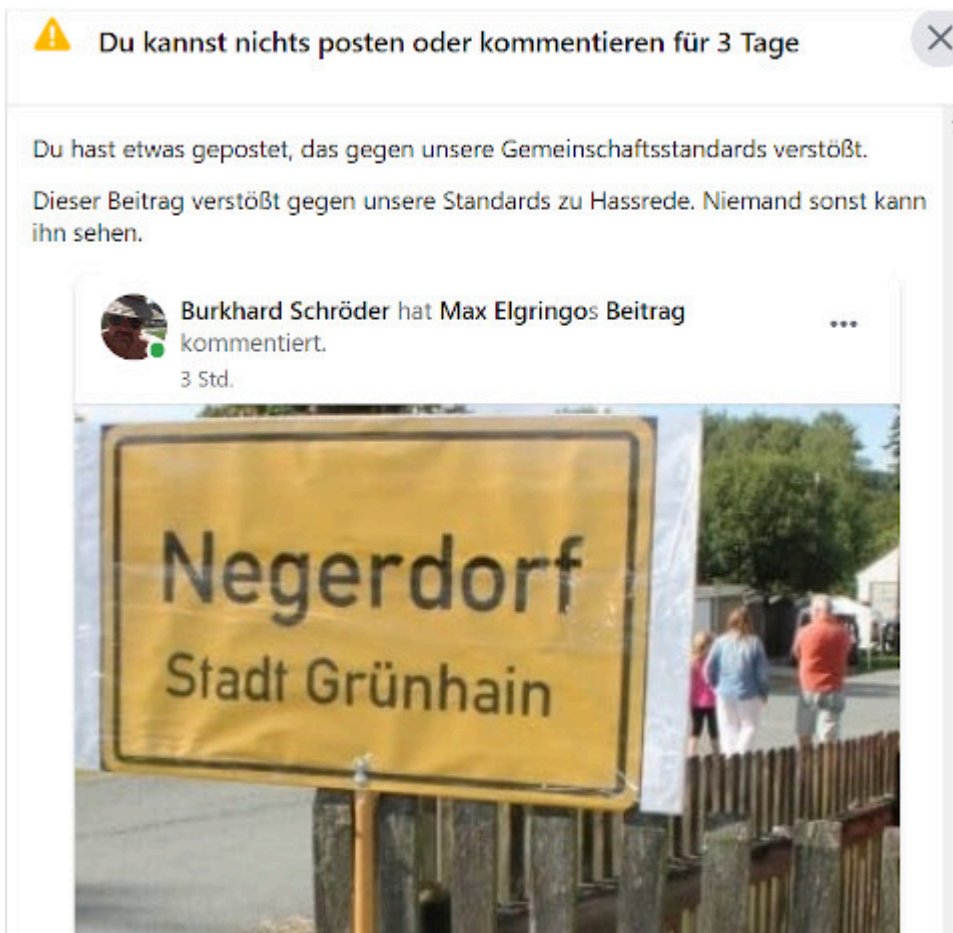 Du kannst nichts posten oder kommentieren für 3 Tage
Du hast etwas gepostet, das gegen unsere Gemeinschaftsstandards verstößt.
Dieser Beitrag verstößt gegen unsere Standards zu Hassrede. Niemand sonst kann
ihn sehen.
Burkhard Schröder hat Max Elgringos Beitrag
kommentiert.
3 Std.
Negerdorf
Stadt Grünhain